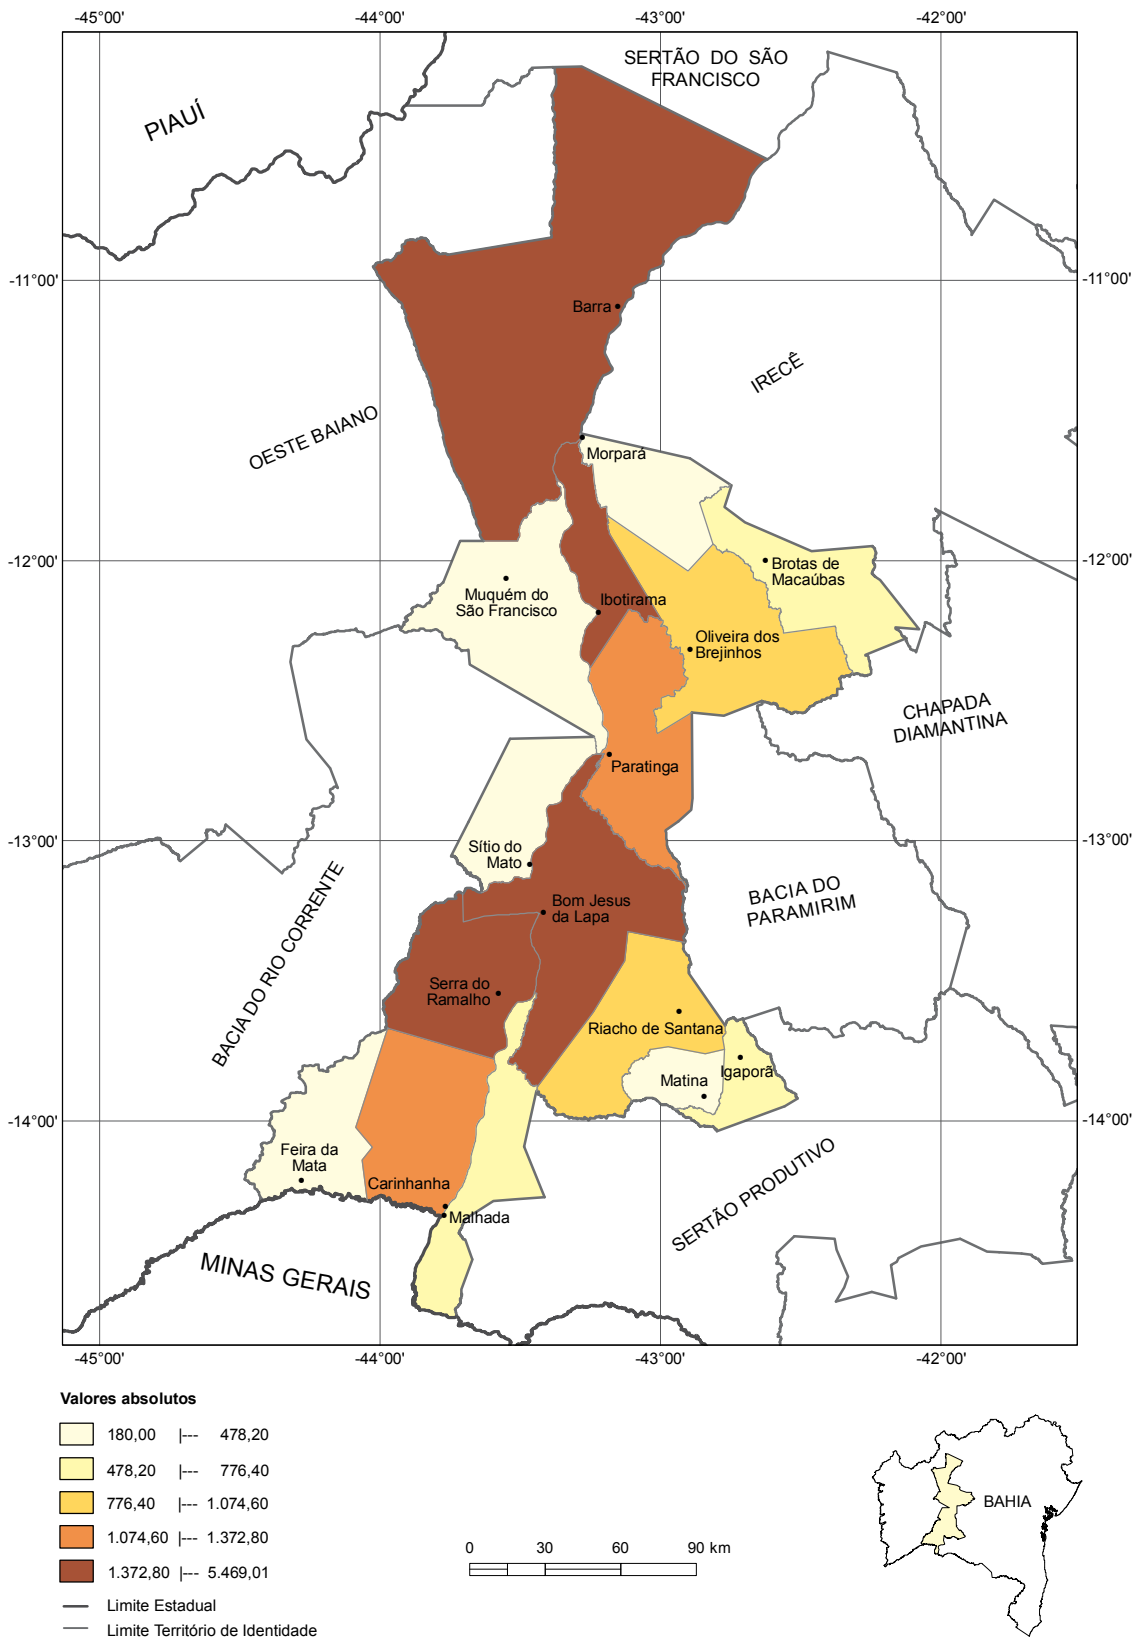 -45°00'
-44°00'
-43°00'
-42°00'
SERTÃO DO SÃO
FRANCISCO
PIAUÍ
-11°00'
-11°00'
Barra
IRECÊ
OESTE BAIANO
Morpará
-12°00'
-12°00'
Brotas de
Macaúbas
Muquém do
São Francisco
Ibotirama
Oliveira dos
Brejinhos
CHAPADA
DIAMANTINA
Paratinga
-13°00'
-13°00'
Sítio do
Mato
BACIA DO
PARAMIRIM
Bom Jesus
da Lapa
BACIA DO RIO CORRENTE
Serra do
Ramalho
Riacho de Santana
Igaporã
Matina
-14°00'
-14°00'
Feira da
Mata
Carinhanha
Malhada
SERTÃO PRODUTIVO
MINAS GERAIS
-45°00'
-44°00'
-43°00'
-42°00'
Valores absolutos
180,00 |--- 478,20
478,20 |--- 776,40
776,40 |--- 1.074,60
1.074,60 |--- 1.372,80
1.372,80 |--- 5.469,01
Limite Estadual
Limite Território de Identidade
0 30 60 90 km
BAHIA